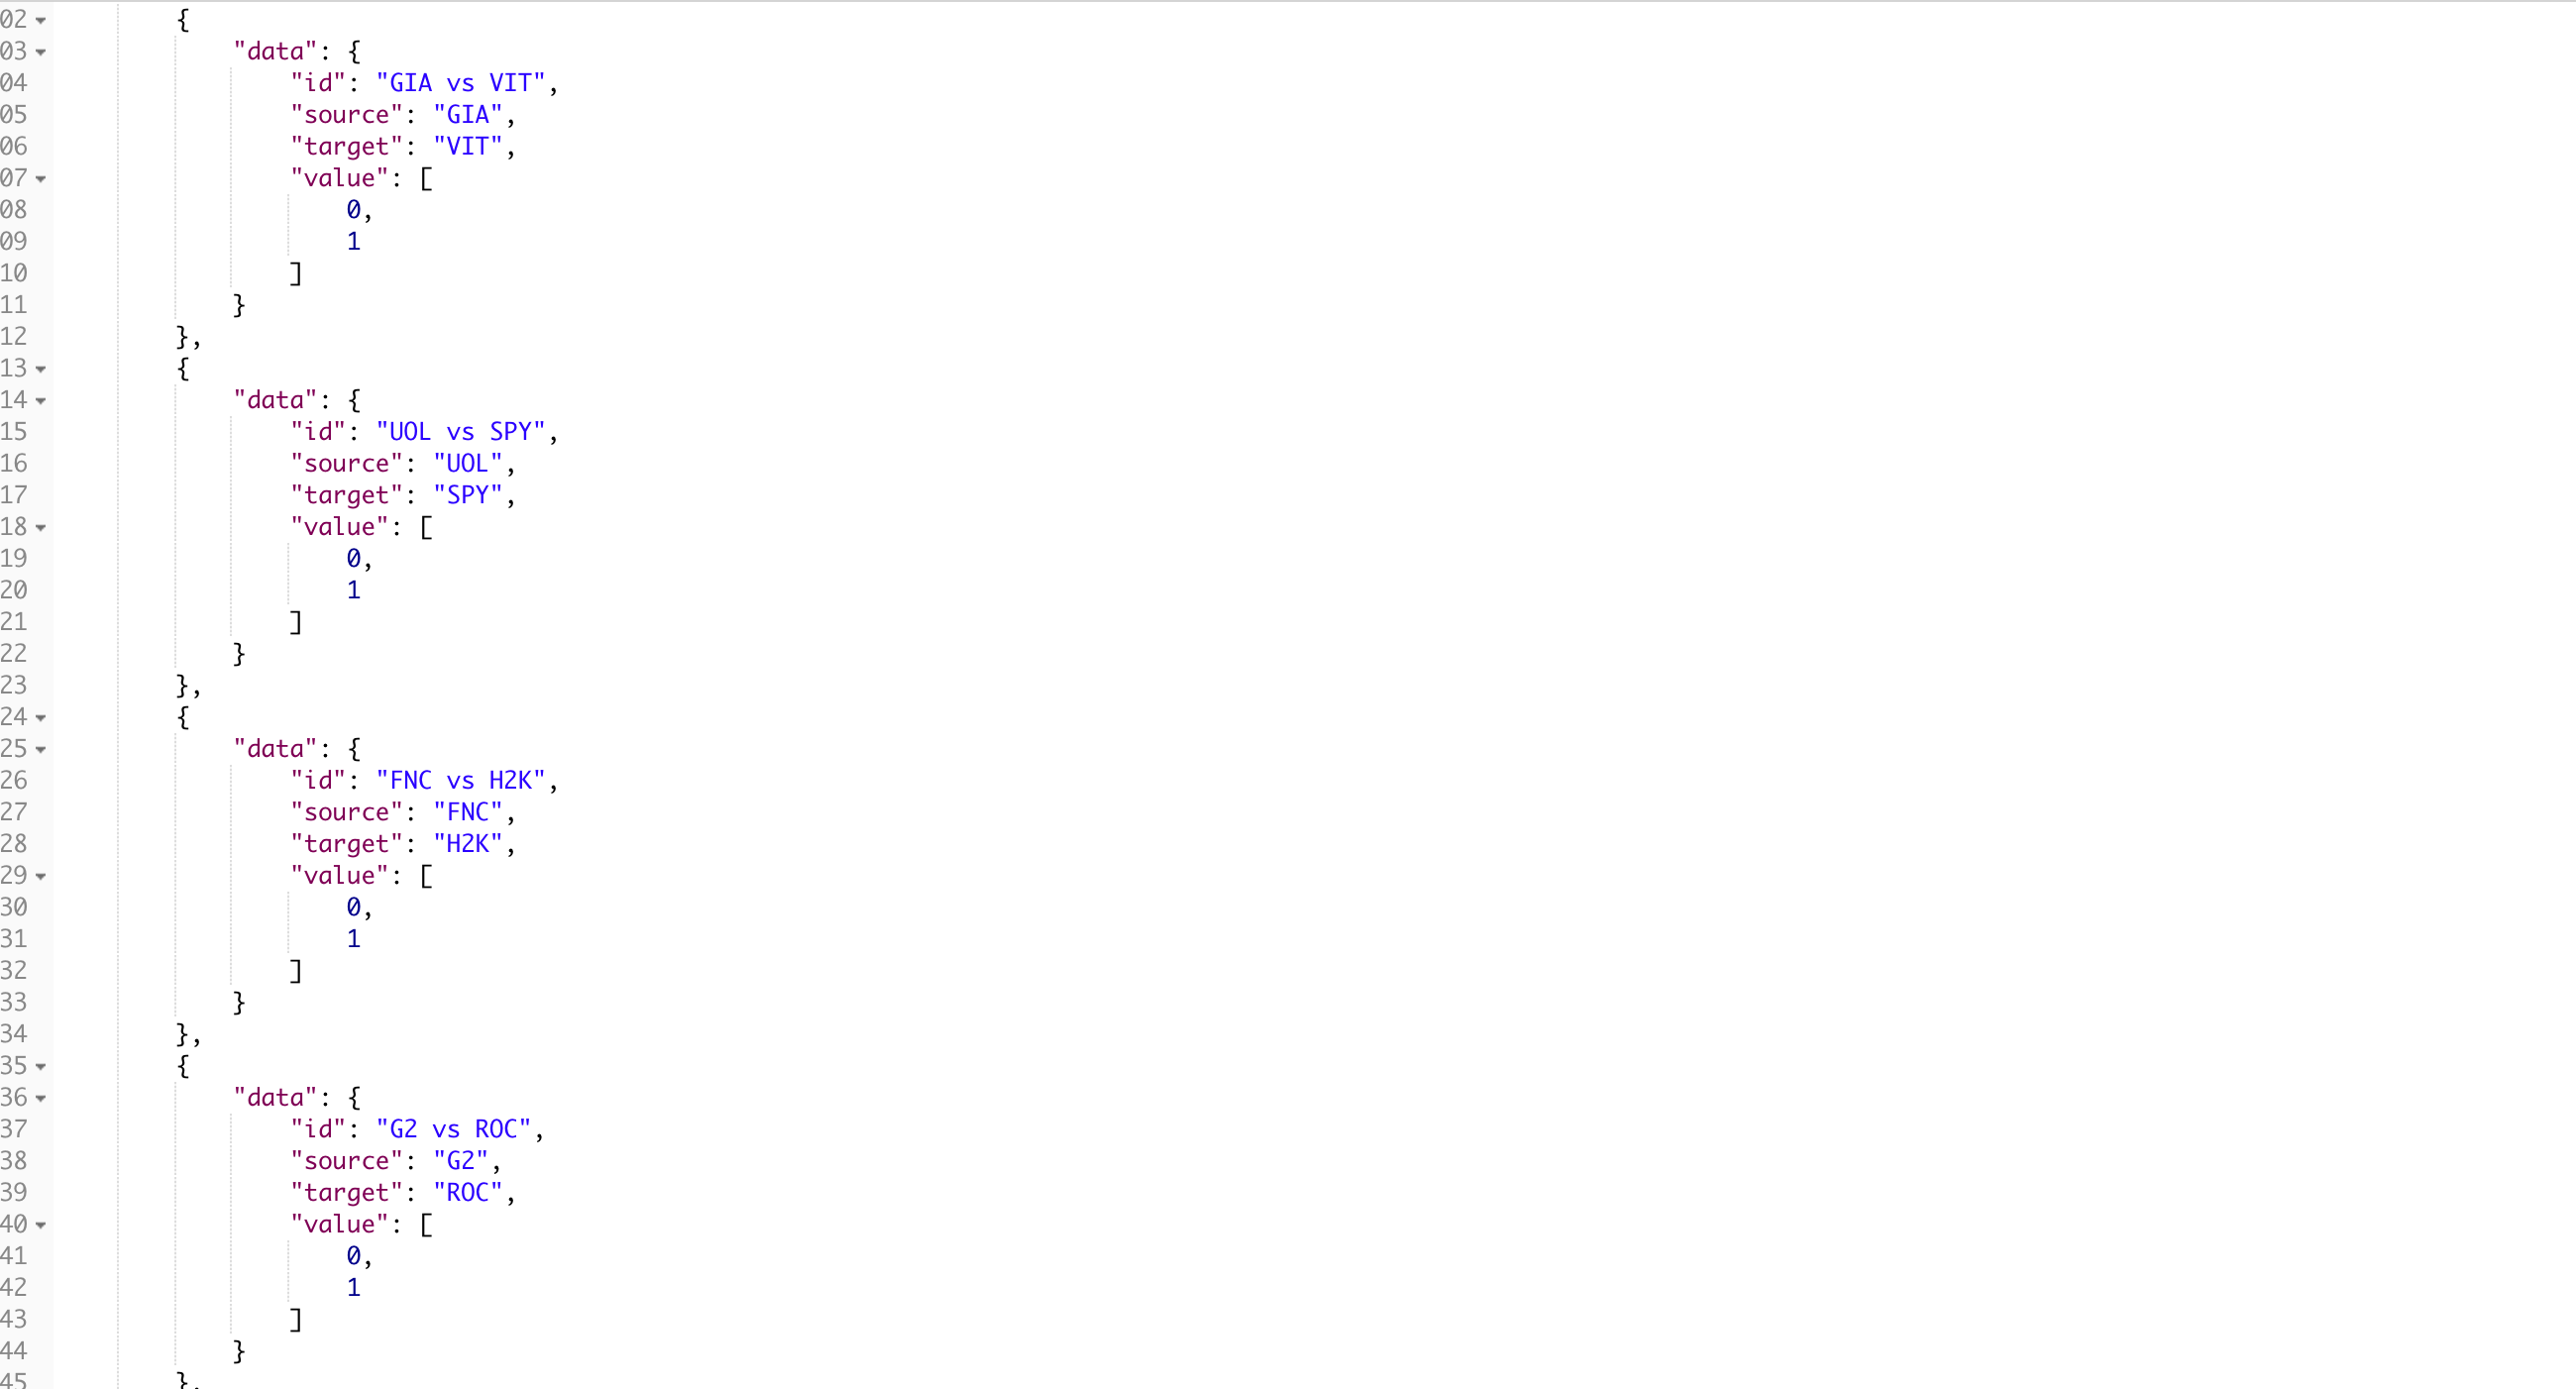 02 {
03 "data": {
04 "id": "GIA vs VIT",
05 "source": "GIA",
06 "target": "VIT",
07 "value": [
08 0,
09 1
10 ]
11 }
12 },
13 {
14 "data": {
15 "id": "UOL vs SPY",
16 "source": "UOL",
17 "target": "SPY",
18 "value": [
19 0,
20 1
21 ]
22 }
23 },
24 {
25 "data": {
26 "id": "FNC vs H2K",
27 "source": "FNC",
28 "target": "H2K",
29 "value": [
30 0,
31 1
32 ]
33 }
34 },
35 {
36 "data": {
37 "id": "G2 vs ROC",
38 "source": "G2",
39 "target": "ROC",
40 "value": [
41 0,
42 1
43 ]
44 }
45 },